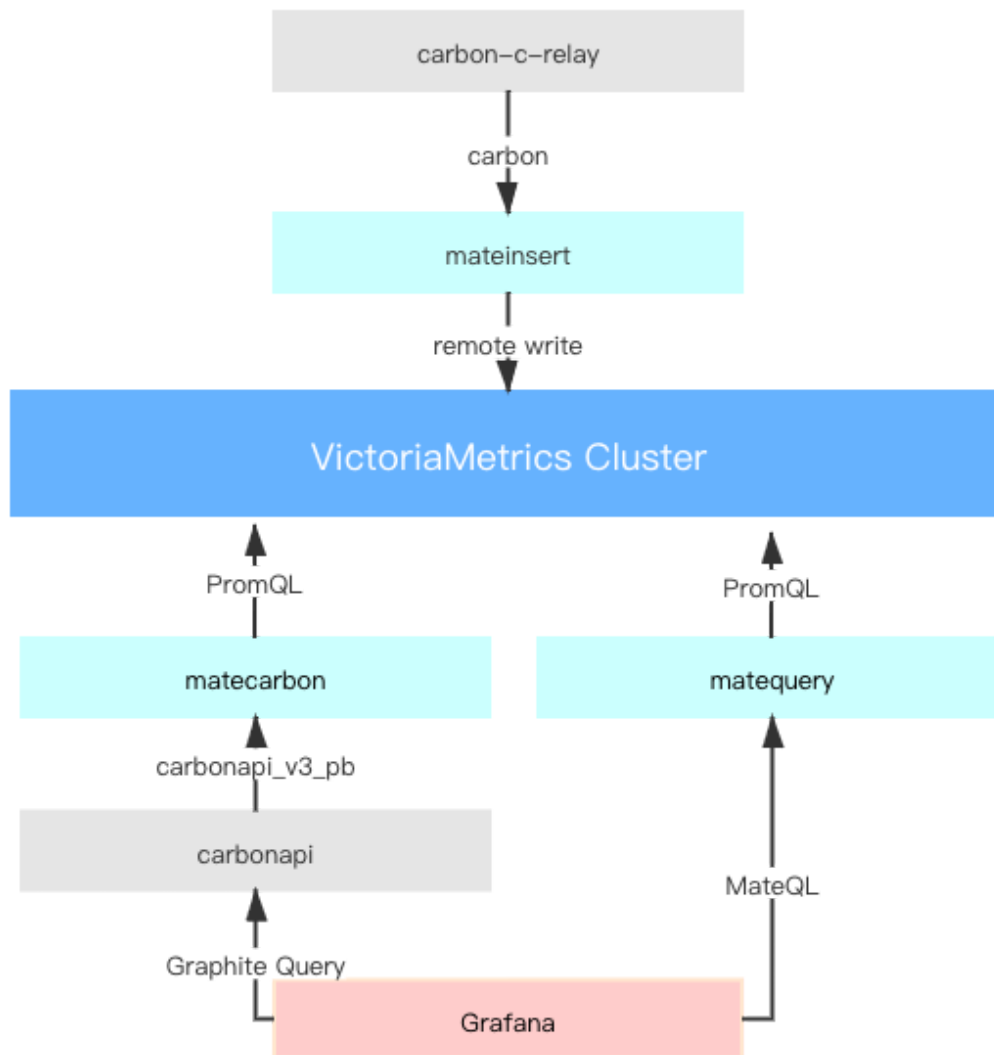 carbon-c-relay
carbon
mateinsert
remote write
VictoriaMetrics Cluster
PromQL
PromQL
matecarbon
matequery
carbonapi_v3_pb
carbonapi
MateQL
Graphite Query
Grafana